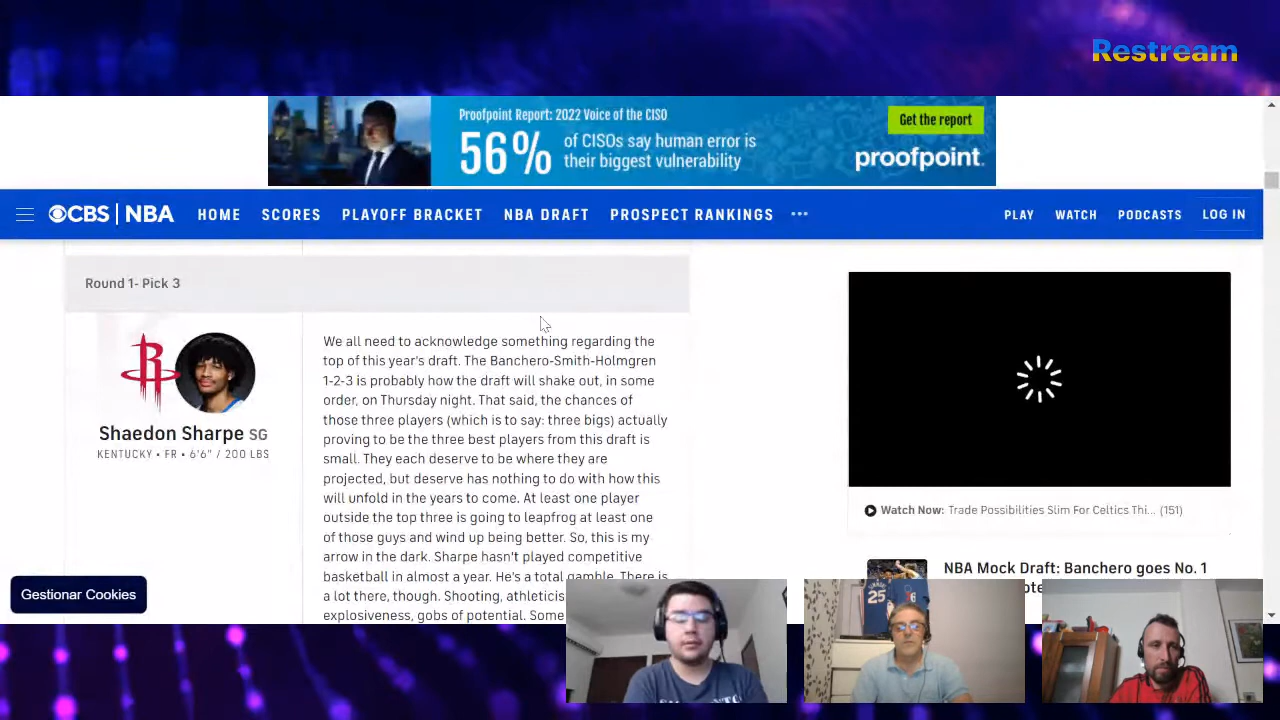 Restream
Proofpoint Report: 2022 Voice of the CISO
56%
of CISOs say human error is
their biggest vulnerability
Get the report
proofpoint.
CBS | NBA
HOME
SCORES
PLAYOFF BRACKET
NBA DRAFT
PROSPECT RANKINGS
PLAY
WATCH
PODCASTS
LOG IN
Round 1- Pick 3
R
Shaedon Sharpe SG
KENTUCKY • FR • 6'6" / 200 LBS
We all need to acknowledge something regarding the
top of this year's draft. The Banchero-Smith-Holmgren
1-2-3 is probably how the draft will shake out, in some
order, on Thursday night. That said, the chances of
those three players (which is to say: three bigs) actually
proving to be the three best players from this draft is
small. They each deserve to be where they are
projected, but deserve has nothing to do with how this
will unfold in the years to come. At least one player
outside the top three is going to leapfrog at least one
of those guys and wind up being better. So, this is my
arrow in the dark. Sharpe hasn't played competitive
basketball in almost a year. He's a total gamble. There is
a lot there, though. Shooting, athletic
explosiveness, gobs of potential. Some
Watch Now: Trade Possibilities Slim For Celtics Thi... (151)
NBA Mock Draft: Banchero goes No. 1
Gestionar Cookies
25